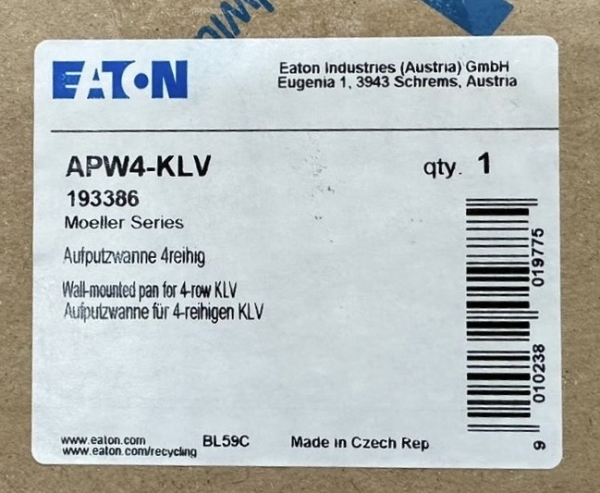 EATON
Eaton Industries (Austria) GmbH
Eugenia 1, 3943 Schrems, Austria
APW4-KLV
qty. 1
193386
Moeller Series
Aufputzwanne 4reihig
Wall-mounted pan for 4-row KLV
Aufputzwanne für 4-reihigen KLV
9 010238 019775
www.eaton.com
www.eaton.com/recycling
BL59C
Made in Czech Rep